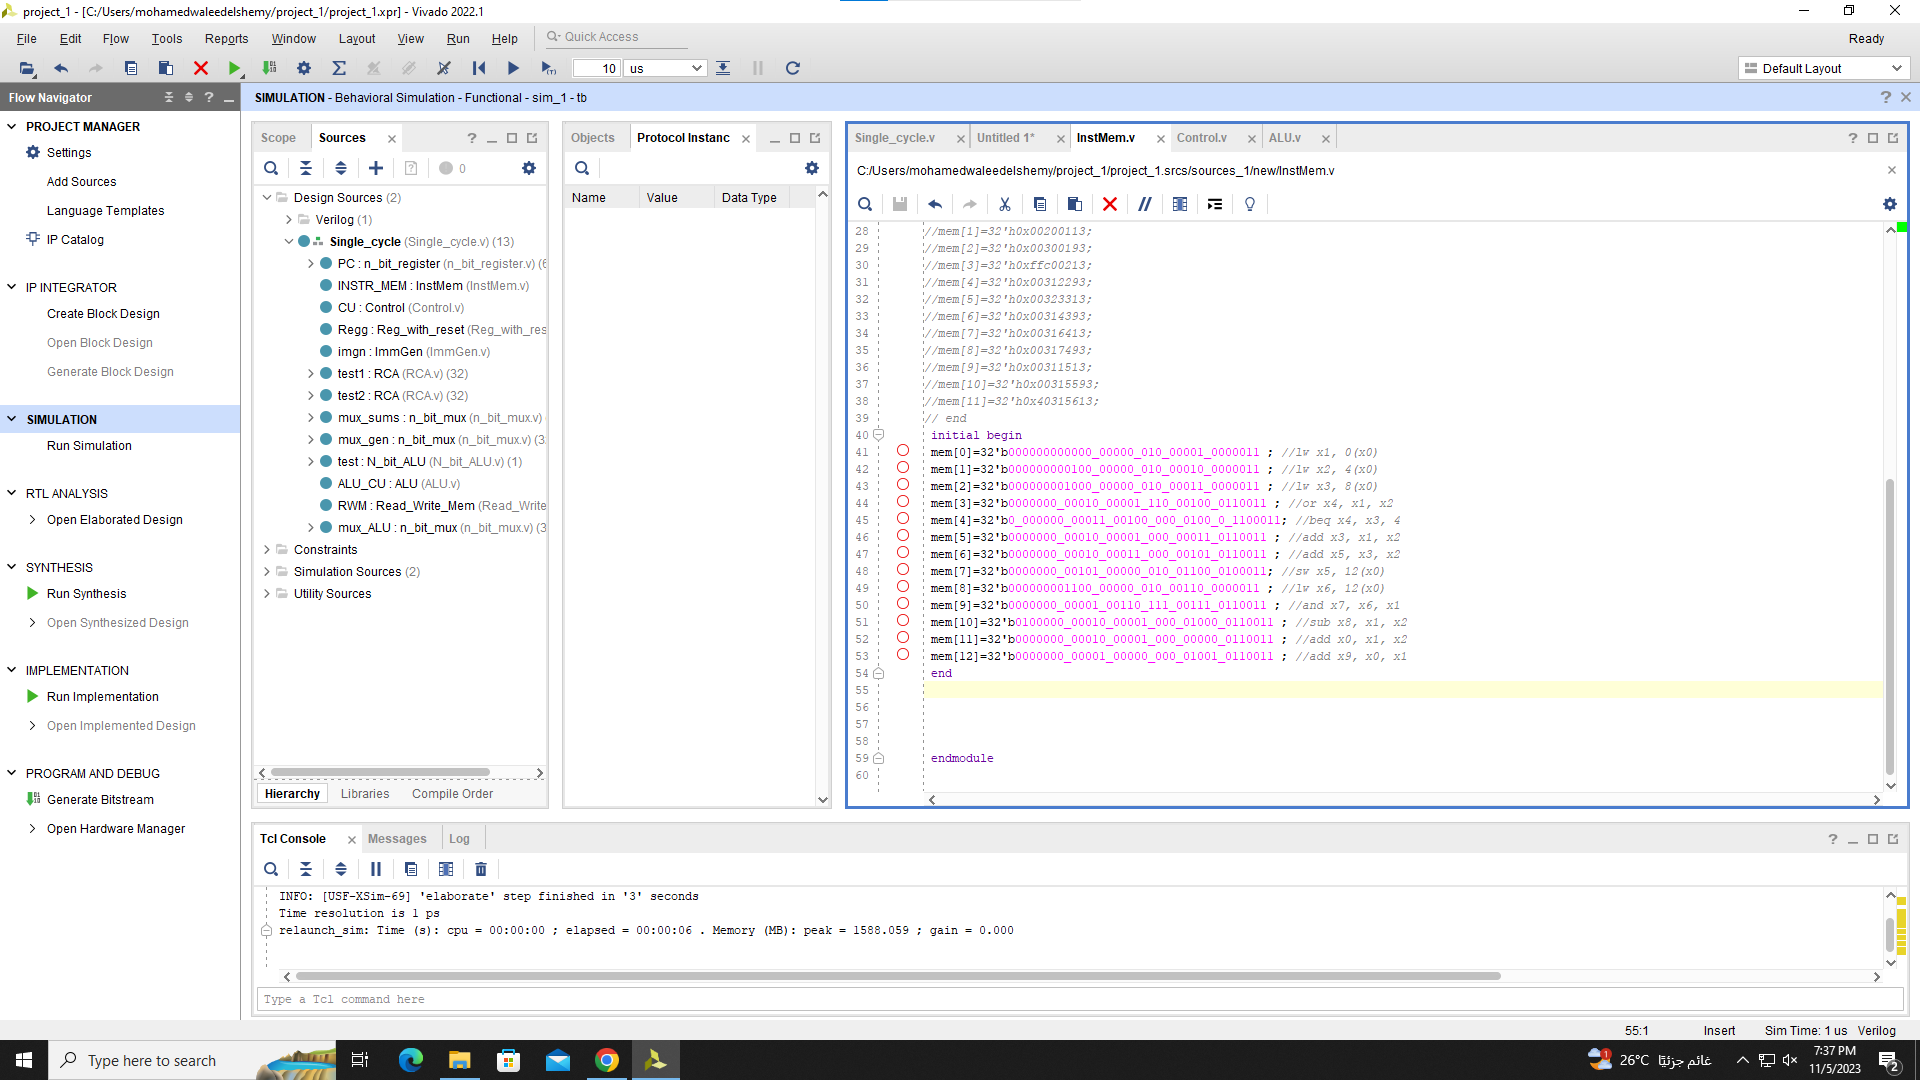 project_1 - [C:/Users/mohamedwaleedelshemy/project_1/project_1.xpr] - Vivado 2022.1
File Edit Flow Tools Reports Window Layout View Run Help Quick Access Ready
10 us Default Layout
Flow Navigator
PROJECT MANAGER
Settings
Add Sources
Language Templates
IP Catalog
IP INTEGRATOR
Create Block Design
Open Block Design
Generate Block Design
SIMULATION
Run Simulation
RTL ANALYSIS
Open Elaborated Design
SYNTHESIS
Run Synthesis
Open Synthesized Design
IMPLEMENTATION
Run Implementation
Open Implemented Design
PROGRAM AND DEBUG
Generate Bitstream
Open Hardware Manager
SIMULATION - Behavioral Simulation - Functional - sim_1 - tb
Scope Sources
0
Design Sources (2)
Verilog (1)
Single_cycle (Single_cycle.v) (13)
PC : n_bit_register (n_bit_register.v) (6
INSTR_MEM : InstMem (InstMem.v)
CU : Control (Control.v)
Regg : Reg_with_reset (Reg_with_res
imgn : ImmGen (ImmGen.v)
test1 : RCA (RCA.v) (32)
test2 : RCA (RCA.v) (32)
mux_sums : n_bit_mux (n_bit_mux.v)
mux_gen : n_bit_mux (n_bit_mux.v) (3
test : N_bit_ALU (N_bit_ALU.v) (1)
ALU_CU : ALU (ALU.v)
RWM : Read_Write_Mem (Read_Write
mux_ALU : n_bit_mux (n_bit_mux.v) (3
Constraints
Simulation Sources (2)
Utility Sources
Hierarchy Libraries Compile Order
Objects Protocol Instanc
Name Value Data Type
Single_cycle.v Untitled 1* InstMem.v Control.v ALU.v
C:/Users/mohamedwaleedelshemy/project_1/project_1.srcs/sources_1/new/InstMem.v
28 //mem[1]=32'h0x00200113;
29 //mem[2]=32'h0x00300193;
30 //mem[3]=32'h0xffc00213;
31 //mem[4]=32'h0x00312293;
32 //mem[5]=32'h0x00323313;
33 //mem[6]=32'h0x00314393;
34 //mem[7]=32'h0x00316413;
35 //mem[8]=32'h0x00317493;
36 //mem[9]=32'h0x00311513;
37 //mem[10]=32'h0x00315593;
38 //mem[11]=32'h0x40315613;
39 // end
40 initial begin
41 mem[0]=32'b000000000000_00000_010_00001_0000011 ; //lw x1, 0(x0)
42 mem[1]=32'b000000000100_00000_010_00010_0000011 ; //lw x2, 4(x0)
43 mem[2]=32'b000000001000_00000_010_00011_0000011 ; //lw x3, 8(x0)
44 mem[3]=32'b0000000_00010_00001_110_00100_0110011 ; //or x4, x1, x2
45 mem[4]=32'b0_000000_00011_00100_000_0100_0_1100011; //beq x4, x3, 4
46 mem[5]=32'b0000000_00010_00001_000_00011_0110011 ; //add x3, x1, x2
47 mem[6]=32'b0000000_00010_00011_000_00101_0110011 ; //add x5, x3, x2
48 mem[7]=32'b0000000_00101_00000_010_01100_0100011; //sw x5, 12(x0)
49 mem[8]=32'b000000001100_00000_010_00110_0000011 ; //lw x6, 12(x0)
50 mem[9]=32'b0000000_00001_00110_111_00111_0110011 ; //and x7, x6, x1
51 mem[10]=32'b0100000_00010_00001_000_01000_0110011 ; //sub x8, x1, x2
52 mem[11]=32'b0000000_00010_00001_000_00000_0110011 ; //add x0, x1, x2
53 mem[12]=32'b0000000_00001_00000_000_01001_0110011 ; //add x9, x0, x1
54 end
55
56
57
58
59 endmodule
60
Tcl Console Messages Log
INFO: [USF-XSim-69] 'elaborate' step finished in '3' seconds
Time resolution is 1 ps
relaunch_sim: Time (s): cpu = 00:00:00 ; elapsed = 00:00:06 . Memory (MB): peak = 1588.059 ; gain = 0.000
Type a Tcl command here
55:1 Insert Sim Time: 1 us Verilog
Type here to search
1 26°C غائم جزئيًا
7:37 PM
11/5/2023
2